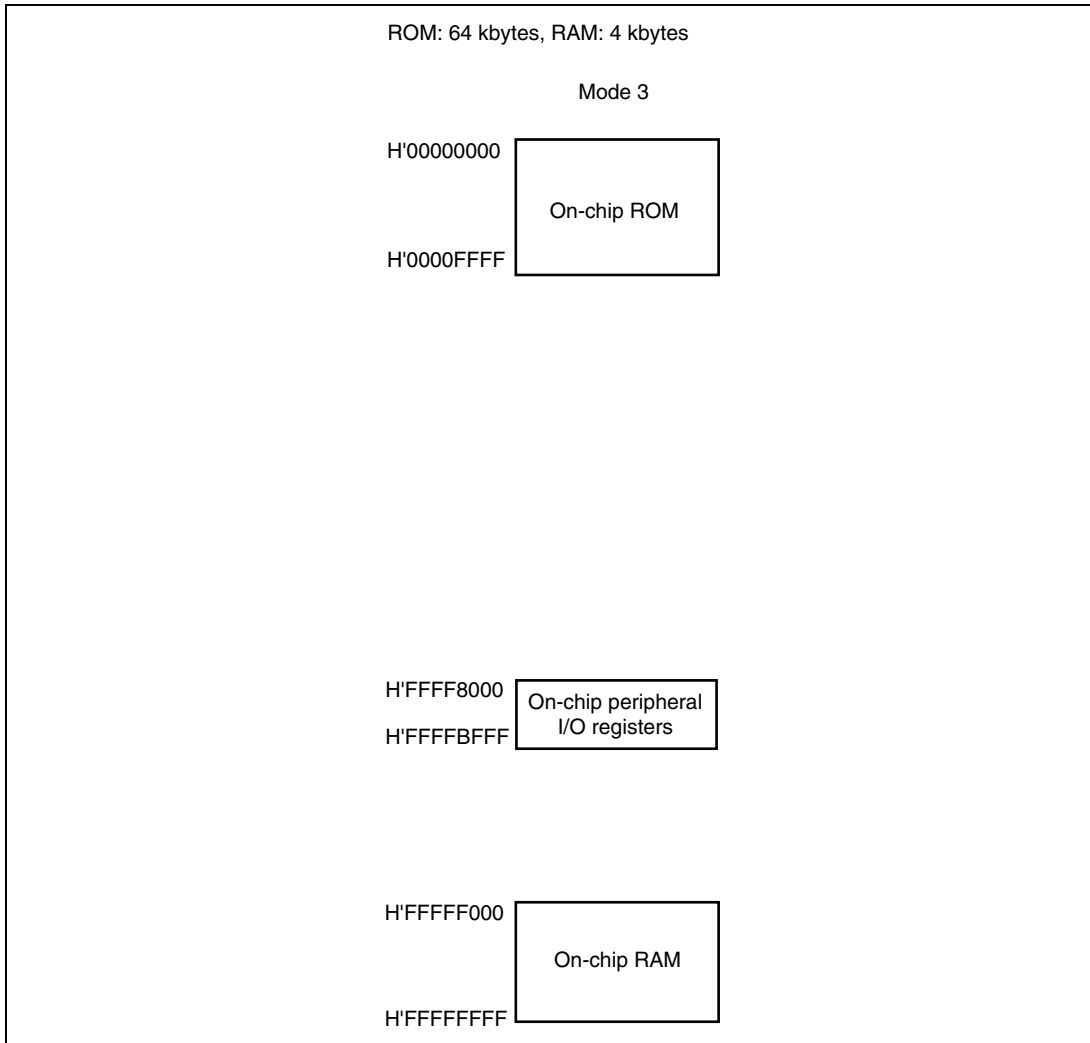 ROM: 64 kbytes, RAM: 4 kbytes
Mode 3
H'00000000
On-chip ROM
H'0000FFFF
H'FFFF8000
On-chip peripheral
I/O registers
H'FFFFBFFF
H'FFFFF000
On-chip RAM
H'FFFFFFFF